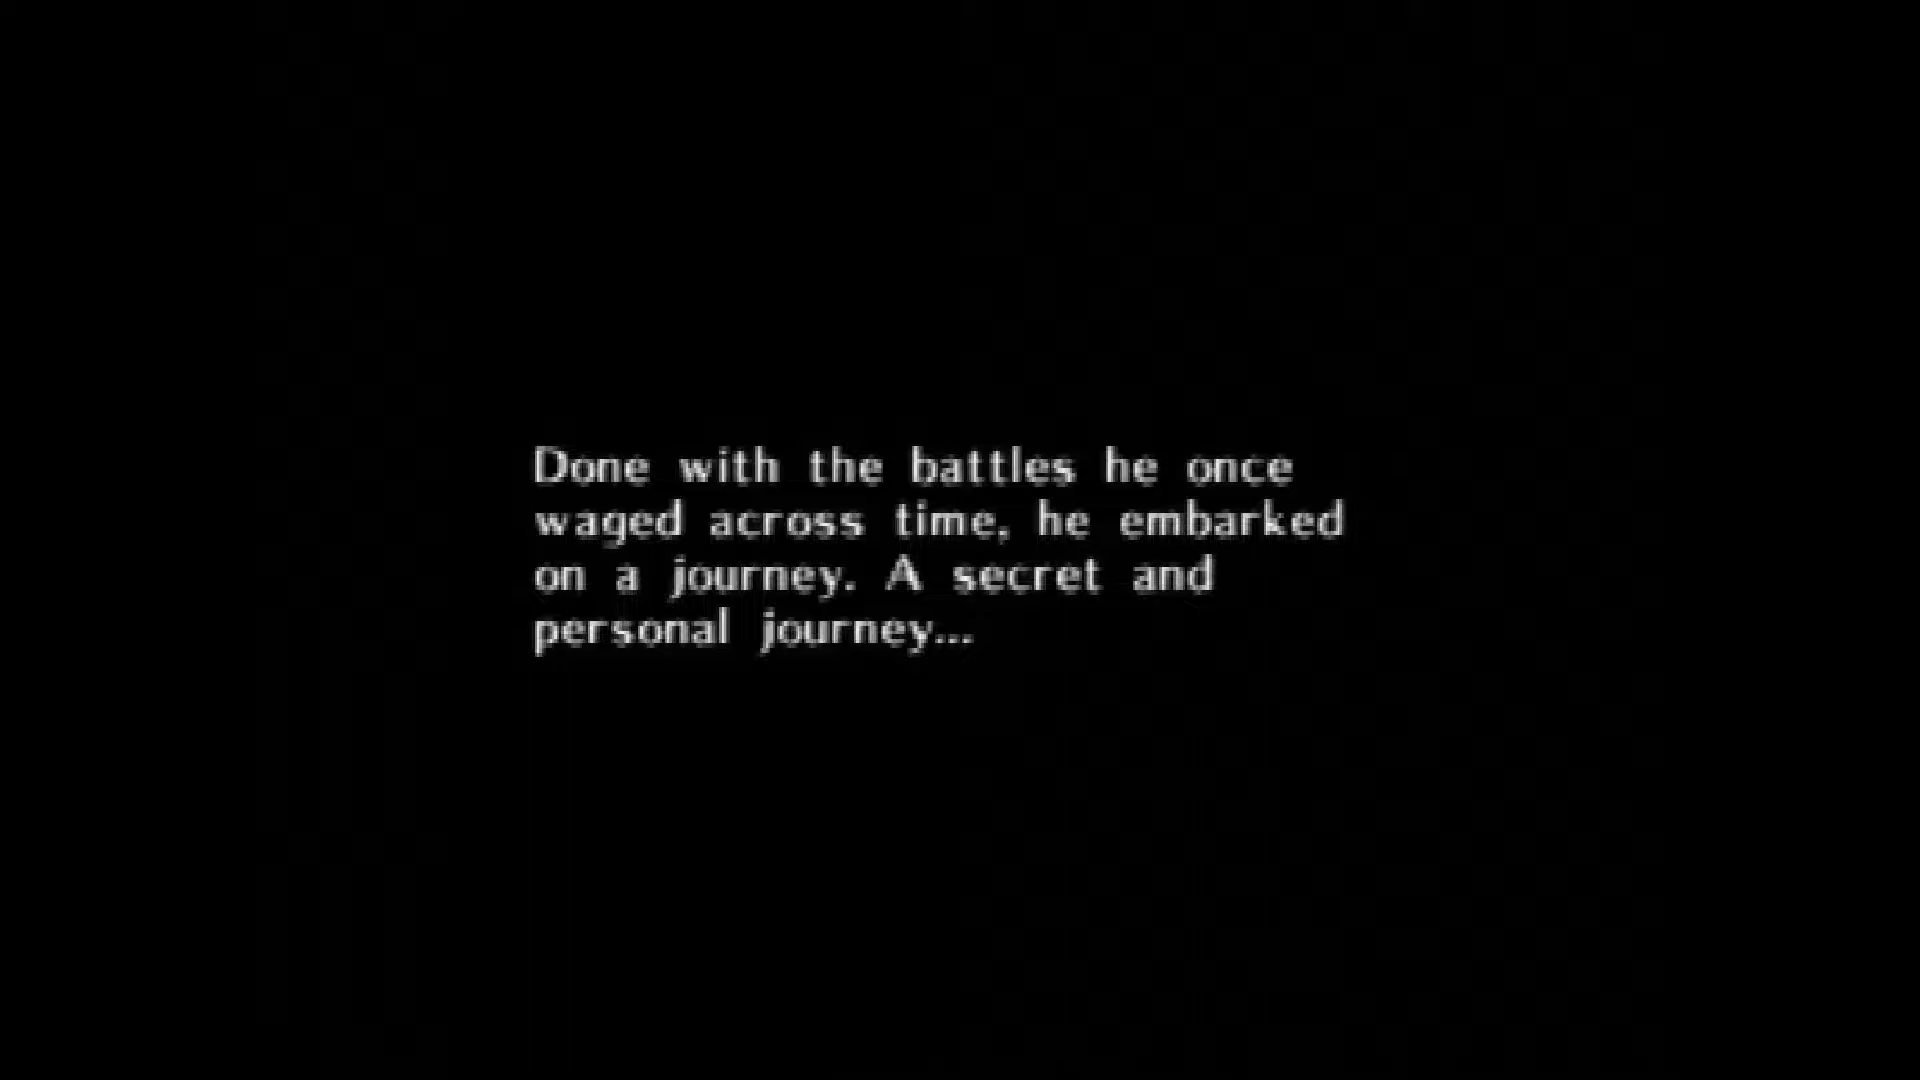 Done with the battles he once
waged across time, he embarked
on a journey. A secret and
personal journey...